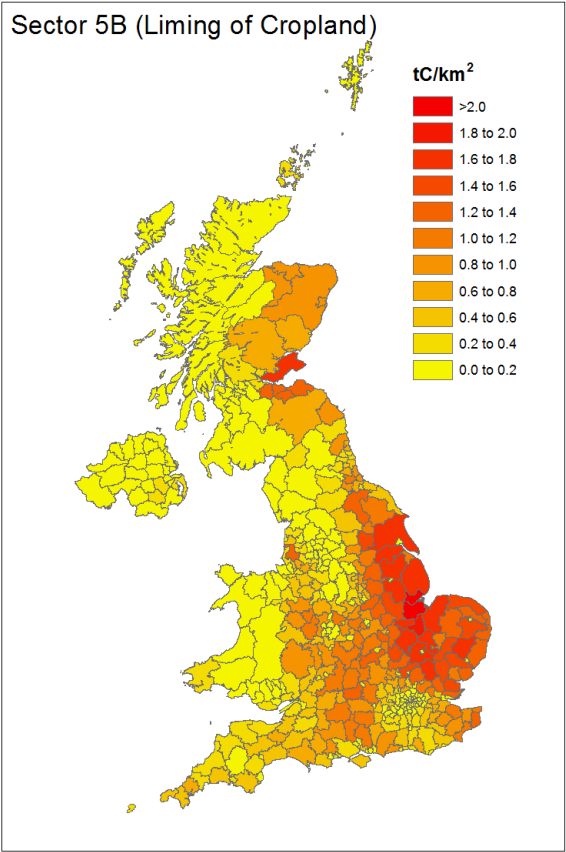 Sector 5B (Liming of Cropland)
tC/km²
>2.0
1.8 to 2.0
1.6 to 1.8
1.4 to 1.6
1.2 to 1.4
1.0 to 1.2
0.8 to 1.0
0.6 to 0.8
0.4 to 0.6
0.2 to 0.4
0.0 to 0.2